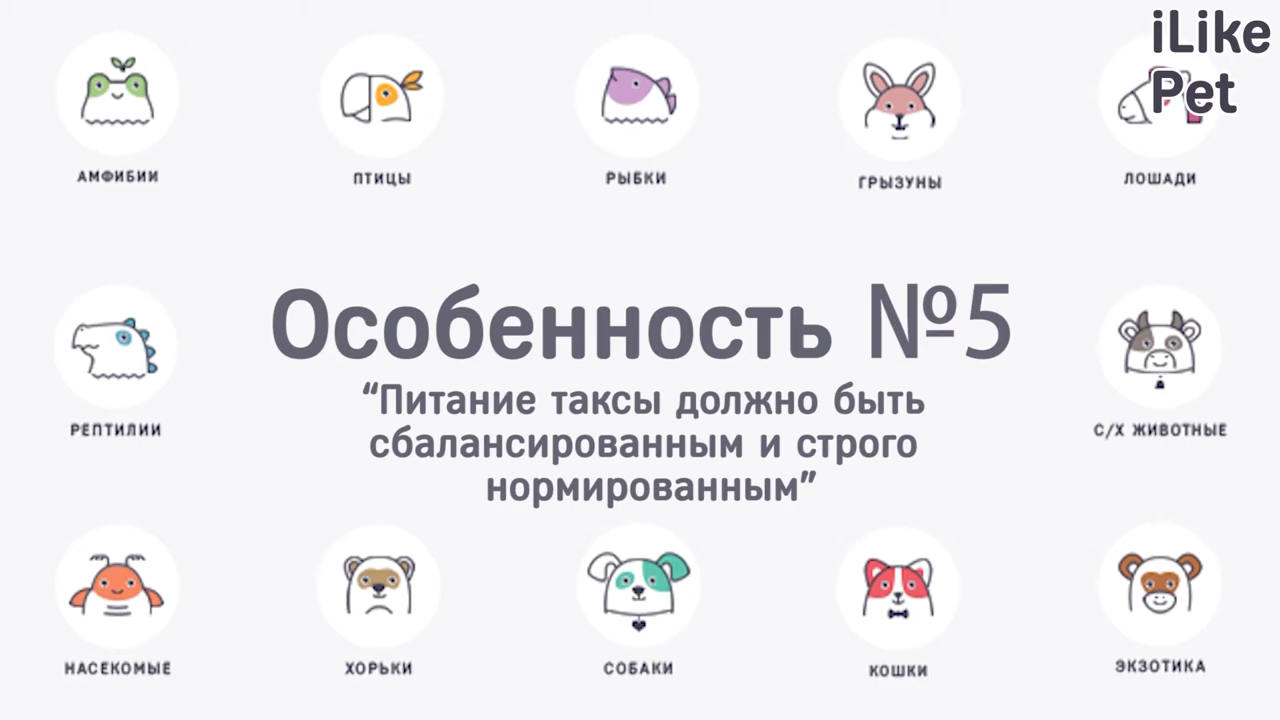 iLike
Pet
АМФИБИИ
ПТИЦЫ
РЫБКИ
ГРЫЗУНЫ
ЛОШАДИ
Особенность №5
“Питание таксы должно быть
сбалансированным и строго
нормированным”
РЕПТИЛИИ
С/Х ЖИВОТНЫЕ
НАСЕКОМЫЕ
ХОРЬКИ
СОБАКИ
КОШКИ
ЭКЗОТИКА